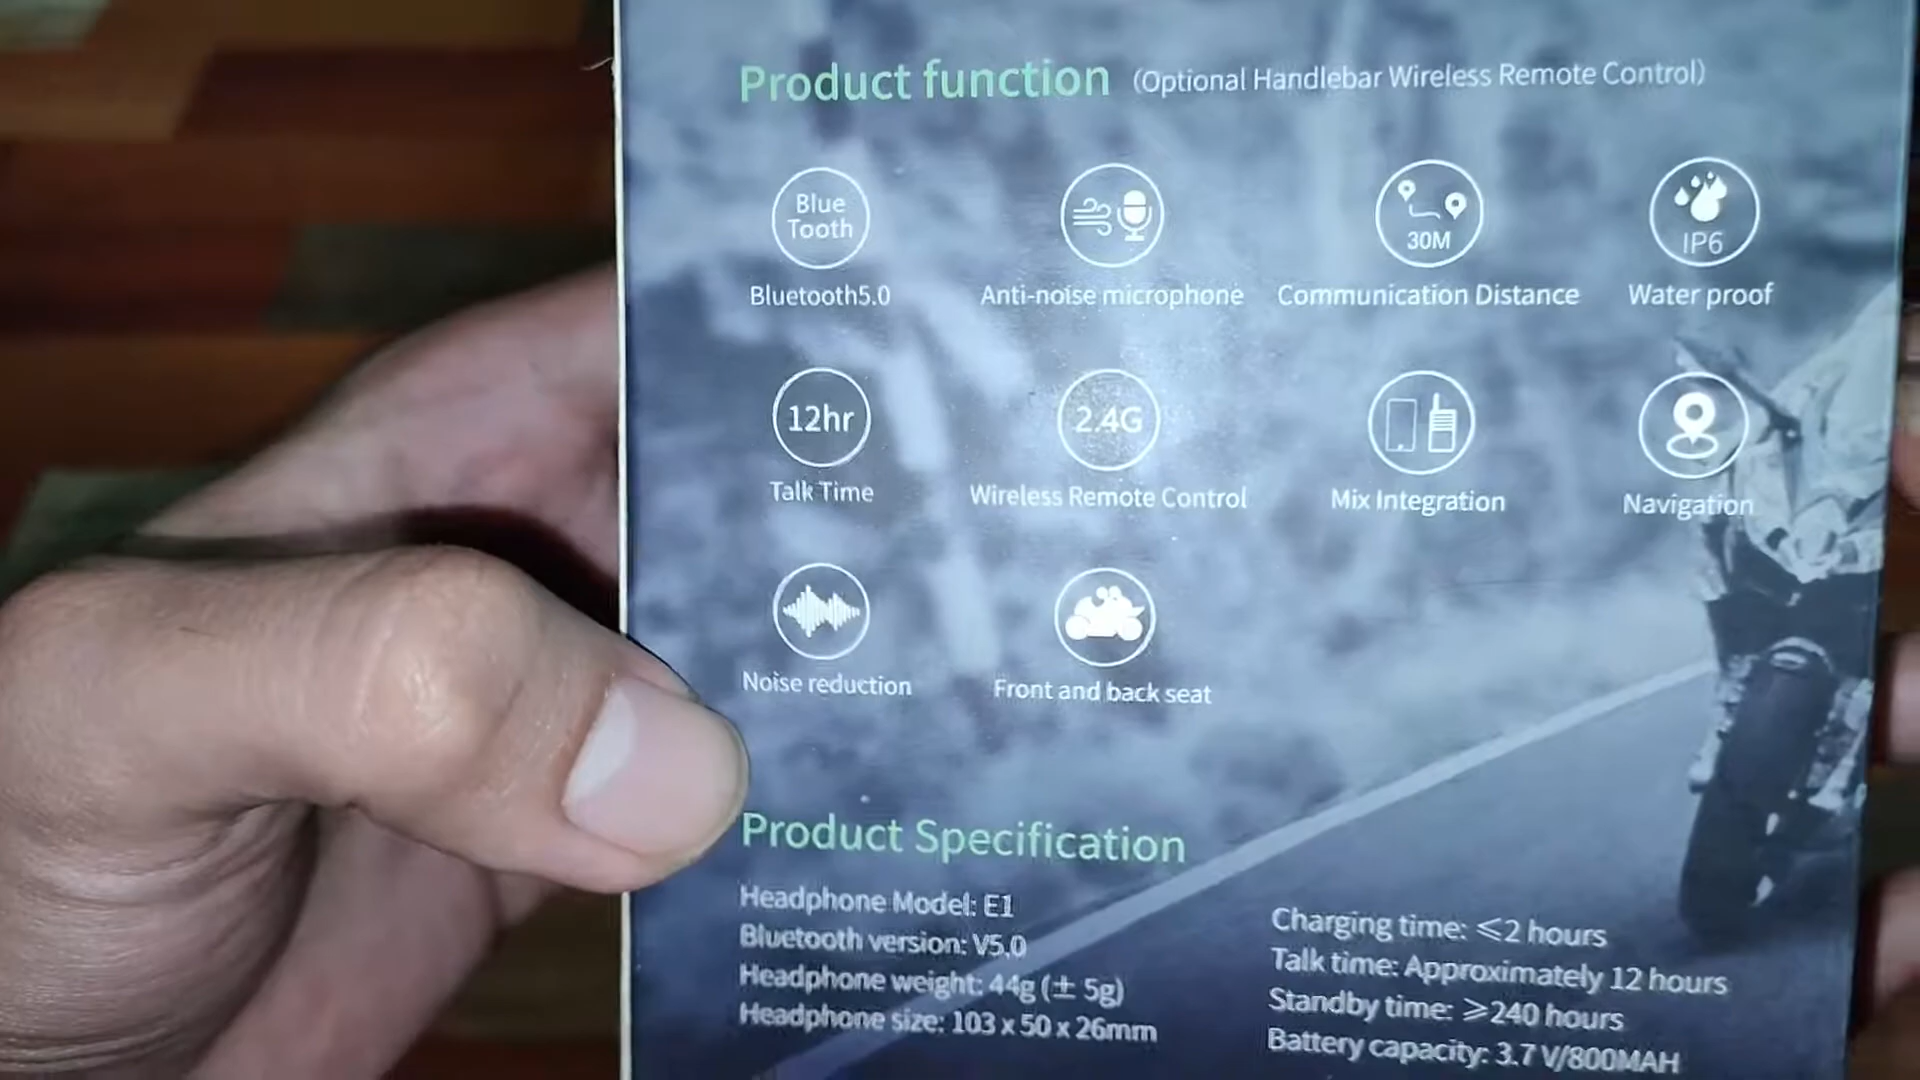 Product function (Optional Handlebar Wireless Remote Control)
Blue
Tooth
Bluetooth5.0
Anti-noise microphone
30M
Communication Distance
IP6
Water proof
12hr
Talk Time
2.4G
Wireless Remote Control
Mix Integration
Navigation
Noise reduction
Front and back seat
Product Specification
Headphone Model: E1
Bluetooth version: V5.0
Headphone weight: 44g (± 5g)
Headphone size: 103 x 50 x 26mm
Charging time: ⩽2 hours
Talk time: Approximately 12 hours
Standby time: ⩾240 hours
Battery capacity: 3.7 V/800MAH